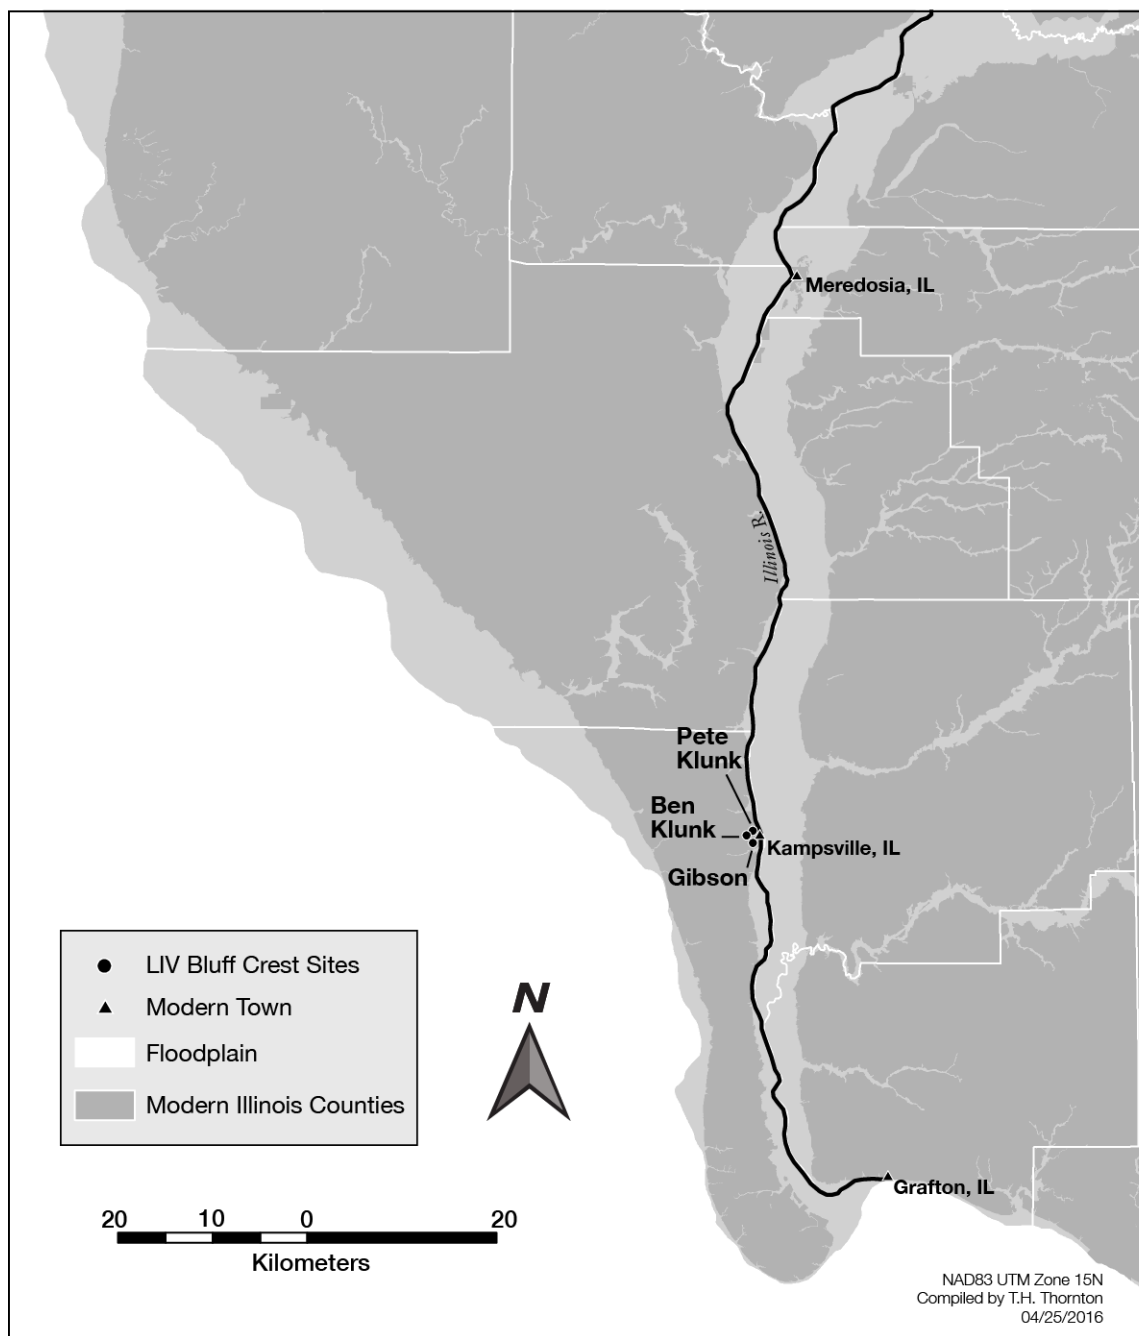 Meredosia, IL
Illinois R.
Pete
Klunk
Ben
Klunk
Kampsville, IL
Gibson
LIV Bluff Crest Sites
Modern Town
Floodplain
Modern Illinois Counties
N
Grafton, IL
20 10 0 20
Kilometers
NAD83 UTM Zone 15N
Compiled by T.H. Thornton
04/25/2016